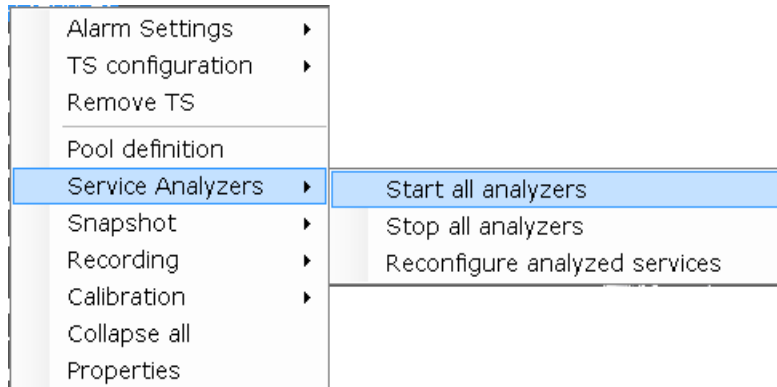 Alarm Settings
TS configuration
Remove TS
Pool definition
Service Analyzers
Start all analyzers
Snapshot
Stop all analyzers
Recording
Reconfigure analyzed services
Calibration
Collapse all
Properties